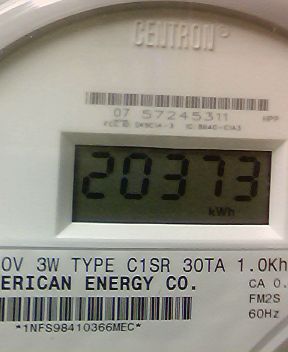 CENTRON®
07 57245311 HPP
20373
kWh
0V 3W TYPE C1SR 30TA 1.0Kh
ERICAN ENERGY CO.
CA 0.
FM2S
60Hz
*1NFS98410366MEC*